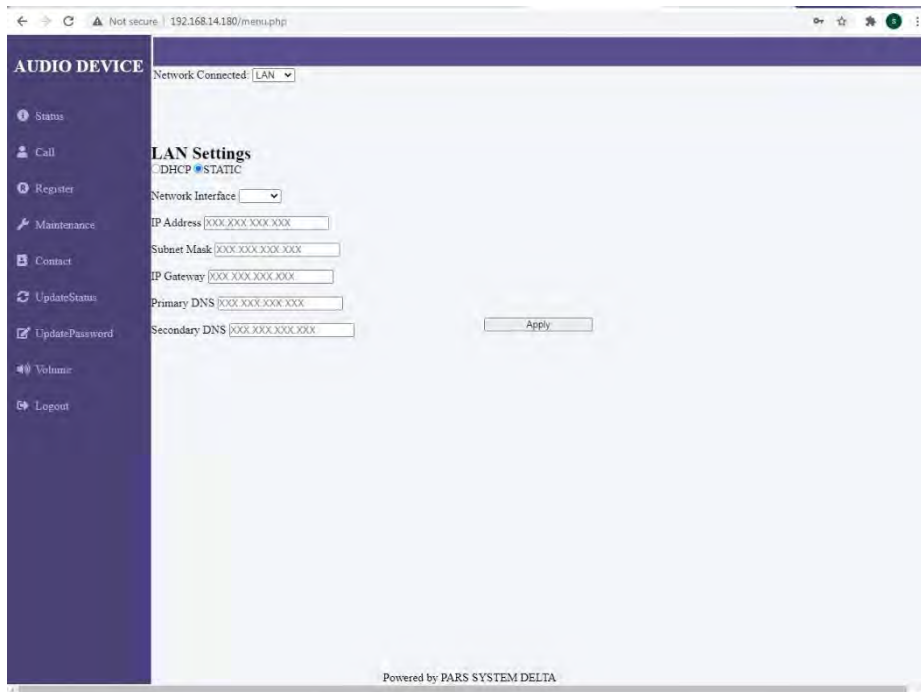 Not secure 192.168.14.180/menu.php
AUDIO DEVICE
Network Connected: LAN
Status
Call
Register
Maintenance
Contact
UpdateStatus
UpdatePassword
Volume
Logout
LAN Settings
DHCP STATIC
Network Interface
IP Address XXX.XXX.XXX.XXX
Subnet Mask XXX.XXX.XXX.XXX
IP Gateway XXX.XXX.XXX.XXX
Primary DNS XXX.XXX.XXX.XXX
Secondary DNS XXX.XXX.XXX.XXX
Apply
Powered by PARS SYSTEM DELTA